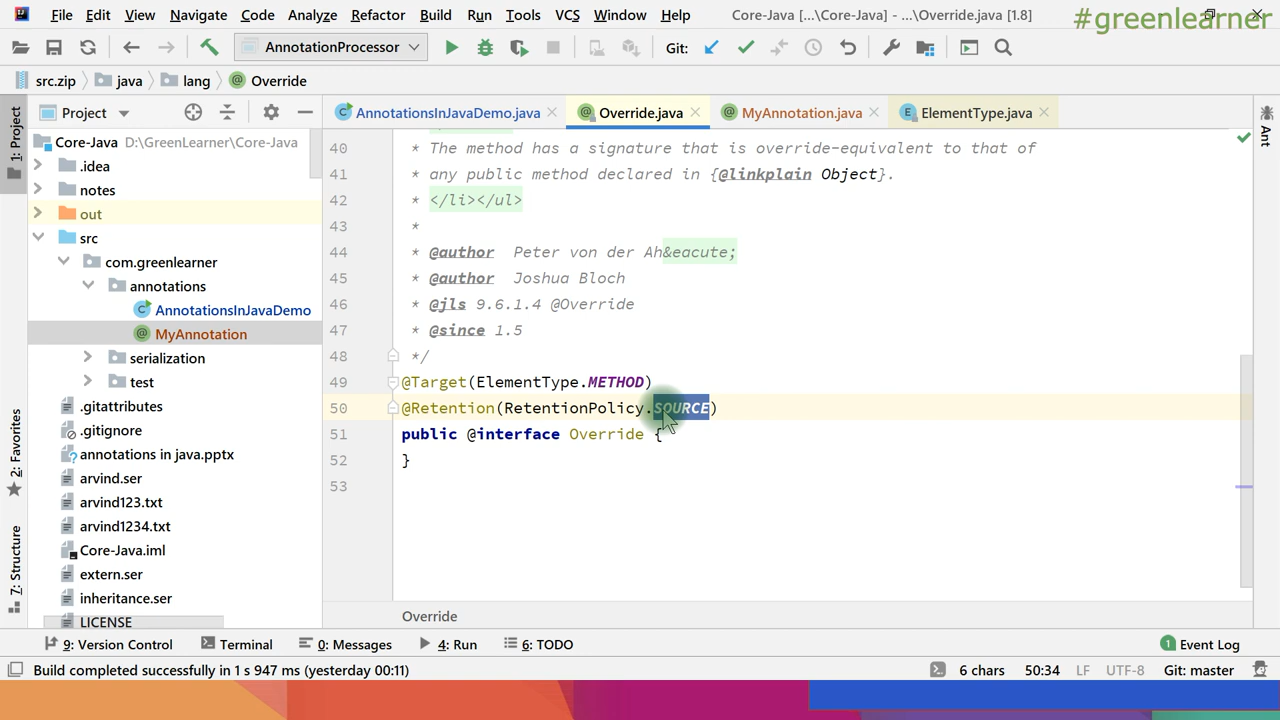 File Edit View Navigate Code Analyze Refactor Build Run Tools VCS Window Help Core-Java [...\Core-Java] - ...\Override.java [1.8]
#greenlearner
AnnotationProcessor Git:
src.zip java lang Override
Project AnnotationsInJavaDemo.java Override.java MyAnnotation.java ElementType.java
1: Project
2: Favorites
7: Structure
Ant
Core-Java D:\GreenLearner\Core-Java
.idea
notes
out
src
com.greenlearner
annotations
AnnotationsInJavaDemo
MyAnnotation
serialization
test
.gitattributes
.gitignore
annotations in java.pptx
arvind.ser
arvind123.txt
arvind1234.txt
Core-Java.iml
extern.ser
inheritance.ser
LICENSE
40 * The method has a signature that is override-equivalent to that of
41 * any public method declared in {@linkplain Object}.
42 * </li></ul>
43 *
44 * @author Peter von der Ah&eacute;
45 * @author Joshua Bloch
46 * @jls 9.6.1.4 @Override
47 * @since 1.5
48 */
49 @Target(ElementType.METHOD)
50 @Retention(RetentionPolicy.SOURCE)
51 public @interface Override {
52 }
53
Override
9: Version Control Terminal 0: Messages 4: Run 6: TODO 1 Event Log
Build completed successfully in 1 s 947 ms (yesterday 00:11) 6 chars 50:34 LF UTF-8 Git: master